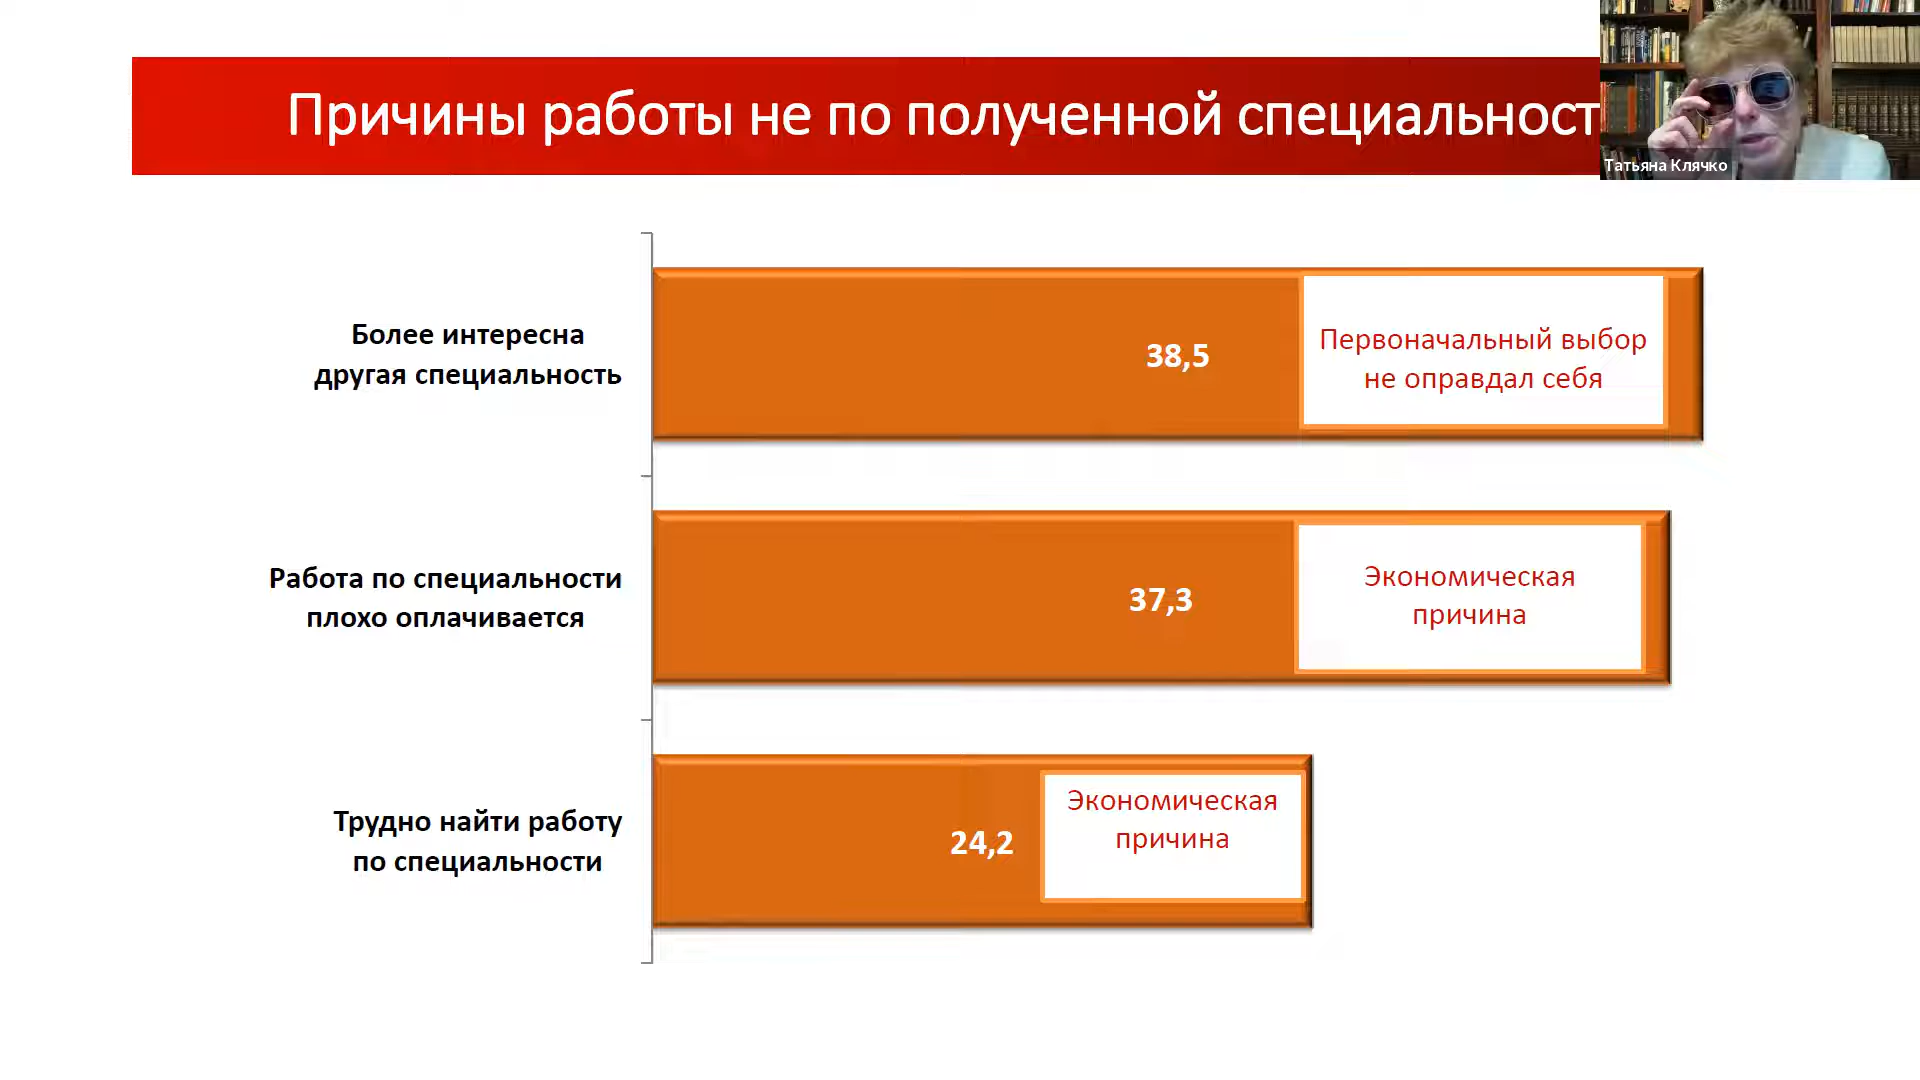 Причины работы не по полученной специальност
Татьяна Клячко
Более интересна
другая специальность
38,5
Первоначальный выбор
не оправдал себя
Работа по специальности
плохо оплачивается
37,3
Экономическая
причина
Трудно найти работу
по специальности
24,2
Экономическая
причина